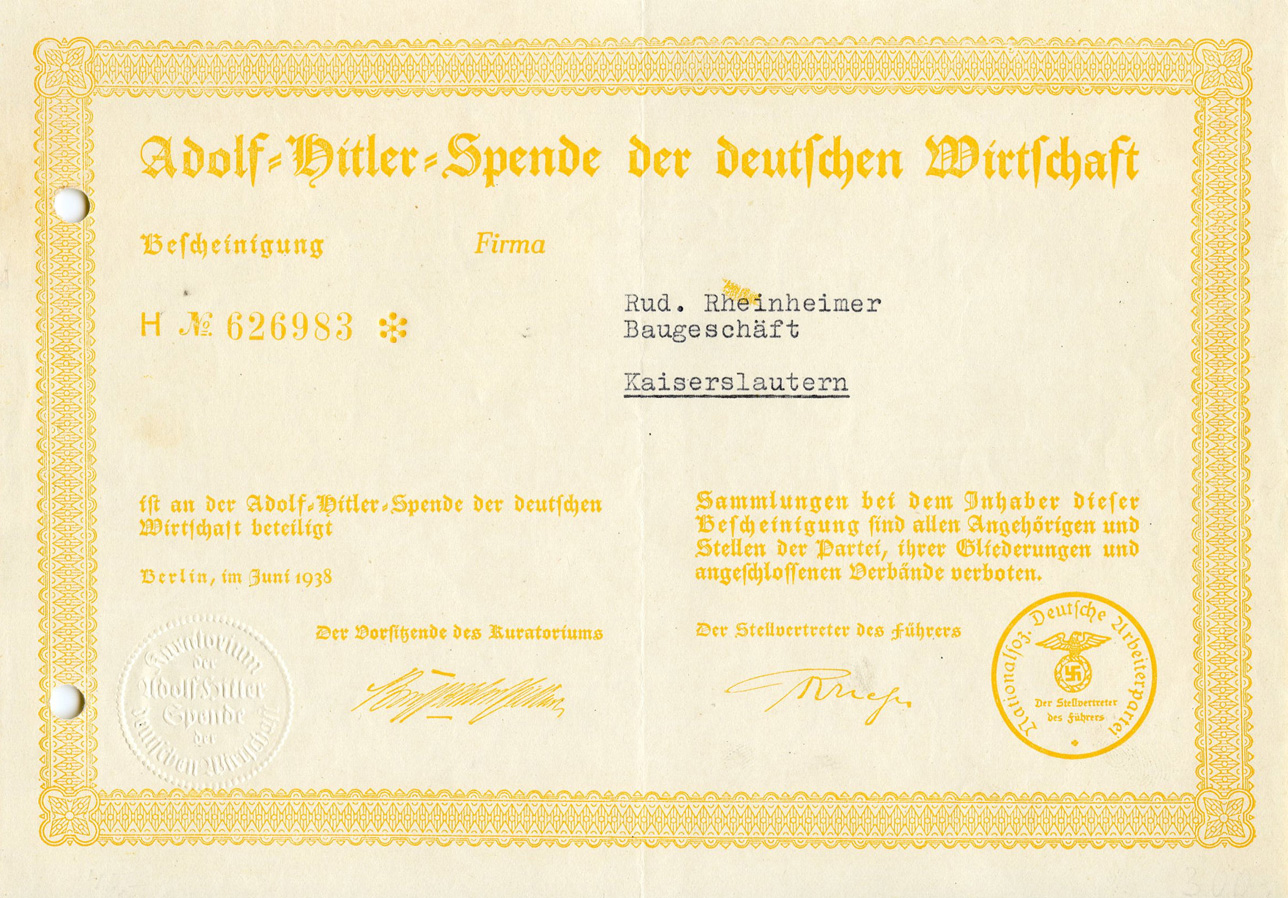 Adolf-Hitler-Spende der deutschen Wirtschaft
Bescheinigung
Firma
H № 626983
Rud. Rheinheimer
Baugeschäft
Kaiserslautern
ist an der Adolf-Hitler-Spende der deutschen
Wirtschaft beteiligt
Berlin, im Juni 1938
Sammlungen bei dem Inhaber dieser
Bescheinigung sind allen Angehörigen und
Stellen der Partei, ihrer Gliederungen und
angeschlossenen Verbände verboten.
Der Vorsitzende des Kuratoriums
Der Stellvertreter des Führers
Kuratorium
der
Adolf Hitler
Spende
der
deutschen Wirtschaft
Nationalsoz. Deutsche Arbeiterpartei
Der Stellvertreter
des Führers